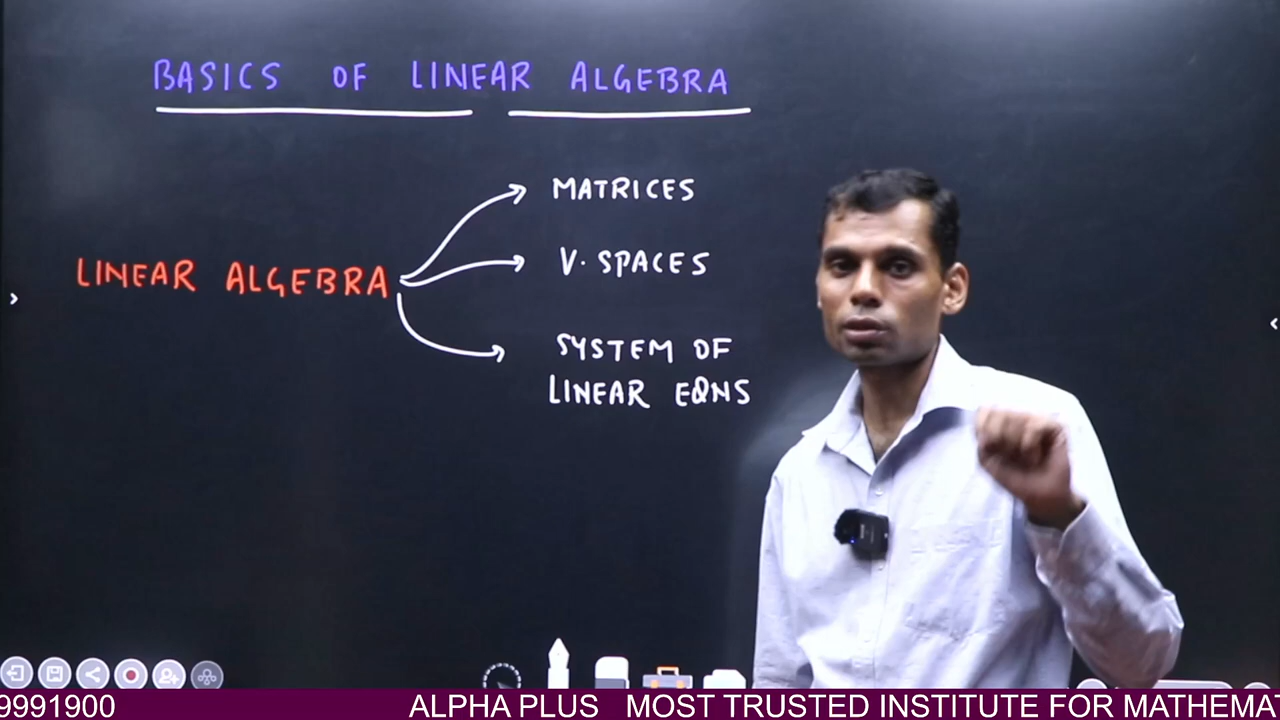 BASICS OF LINEAR ALGEBRA
MATRICES
LINEAR ALGEBRA
V. SPACES
SYSTEM OF
LINEAR EQNS
9991900 ALPHA PLUS MOST TRUSTED INSTITUTE FOR MATHEMA